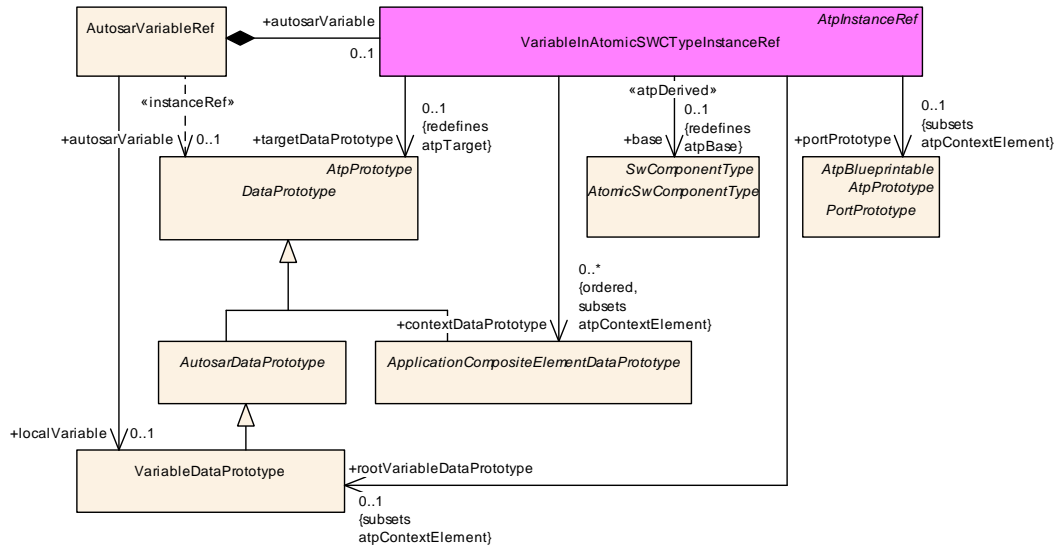 AutosarVariableRef
+autosarVariable
0..1
AtpInstanceRef
VariableInAtomicSWCTypeInstanceRef
«instanceRef»
+autosarVariable
0..1
+targetDataPrototype
0..1
{redefines
atpTarget}
«atpDerived»
+base
0..1
{redefines
atpBase}
+portPrototype
0..1
{subsets
atpContextElement}
AtpPrototype
DataPrototype
SwComponentType
AtomicSwComponentType
AtpBlueprintable
AtpPrototype
PortPrototype
0..*
{ordered,
subsets
atpContextElement}
+contextDataPrototype
AutosarDataPrototype
ApplicationCompositeElementDataPrototype
+localVariable
0..1
VariableDataPrototype
+rootVariableDataPrototype
0..1
{subsets
atpContextElement}